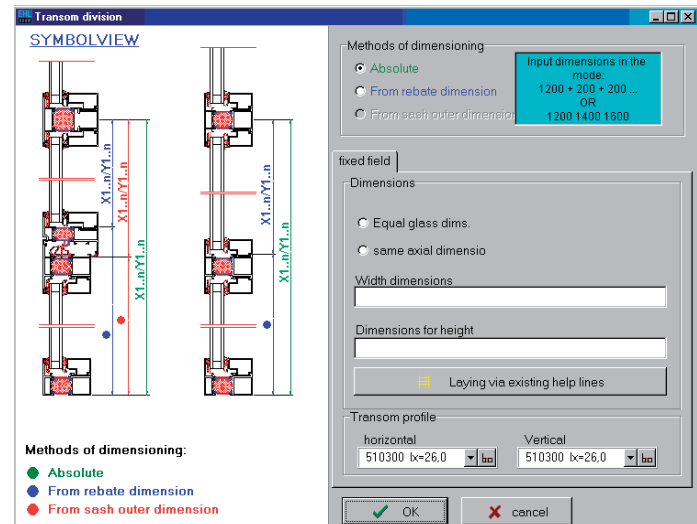 EHL Transom division
SYMBOLVIEW
X1..n/Y1..n
X1..n/Y1..n
X1..n/Y1..n
X1..n/Y1..n
X1..n/Y1..n
Methods of dimensioning:
Absolute
From rebate dimension
From sash outer dimension
Methods of dimensioning
Absolute
From rebate dimension
From sash outer dimension
Input dimensions in the
mode:
1200 + 200 + 200 ...
OR
1200 1400 1600
fixed field
Dimensions
Equal glass dims.
same axial dimensio
Width dimensions
Dimensions for height
Laying via existing help lines
Transom profile
horizontal
510300 Ix=26,0
Vertical
510300 Ix=26,0
OK
cancel